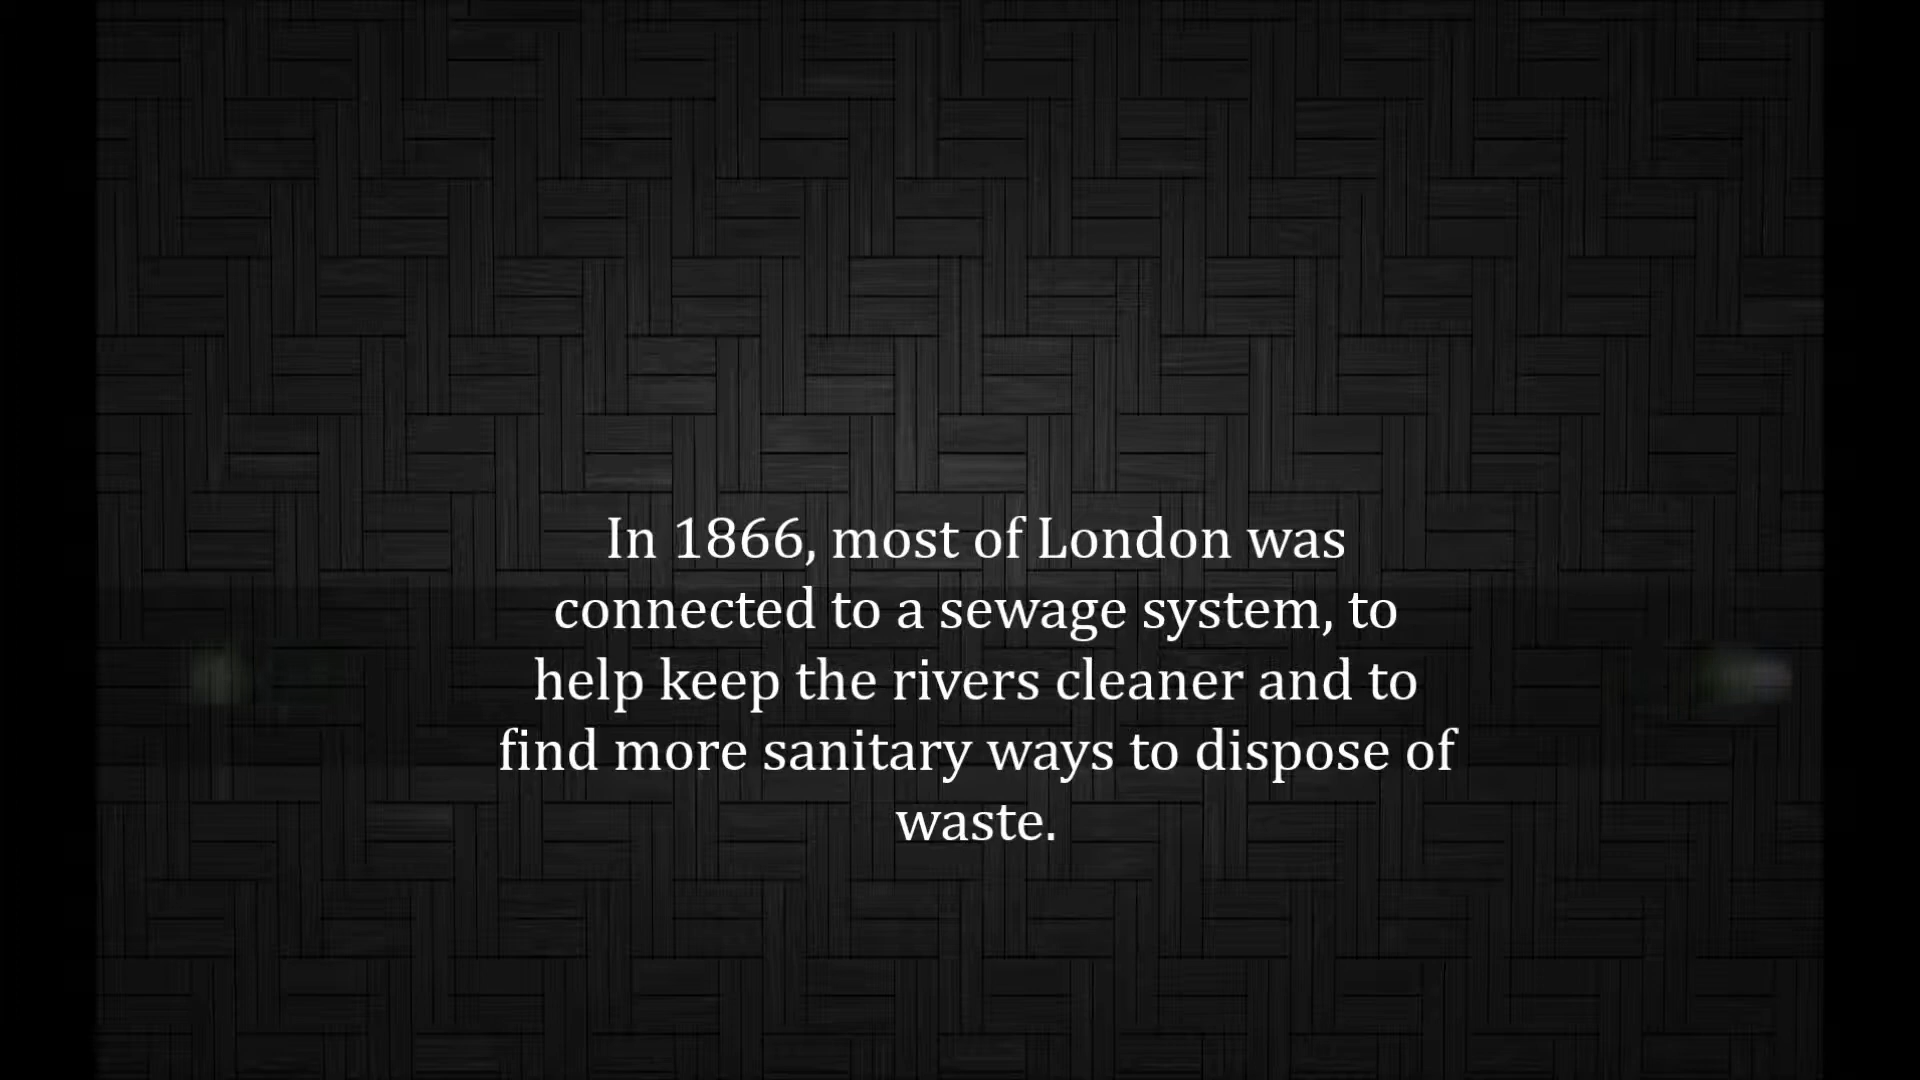 In 1866, most of London was
connected to a sewage system, to
help keep the rivers cleaner and to
find more sanitary ways to dispose of
waste.